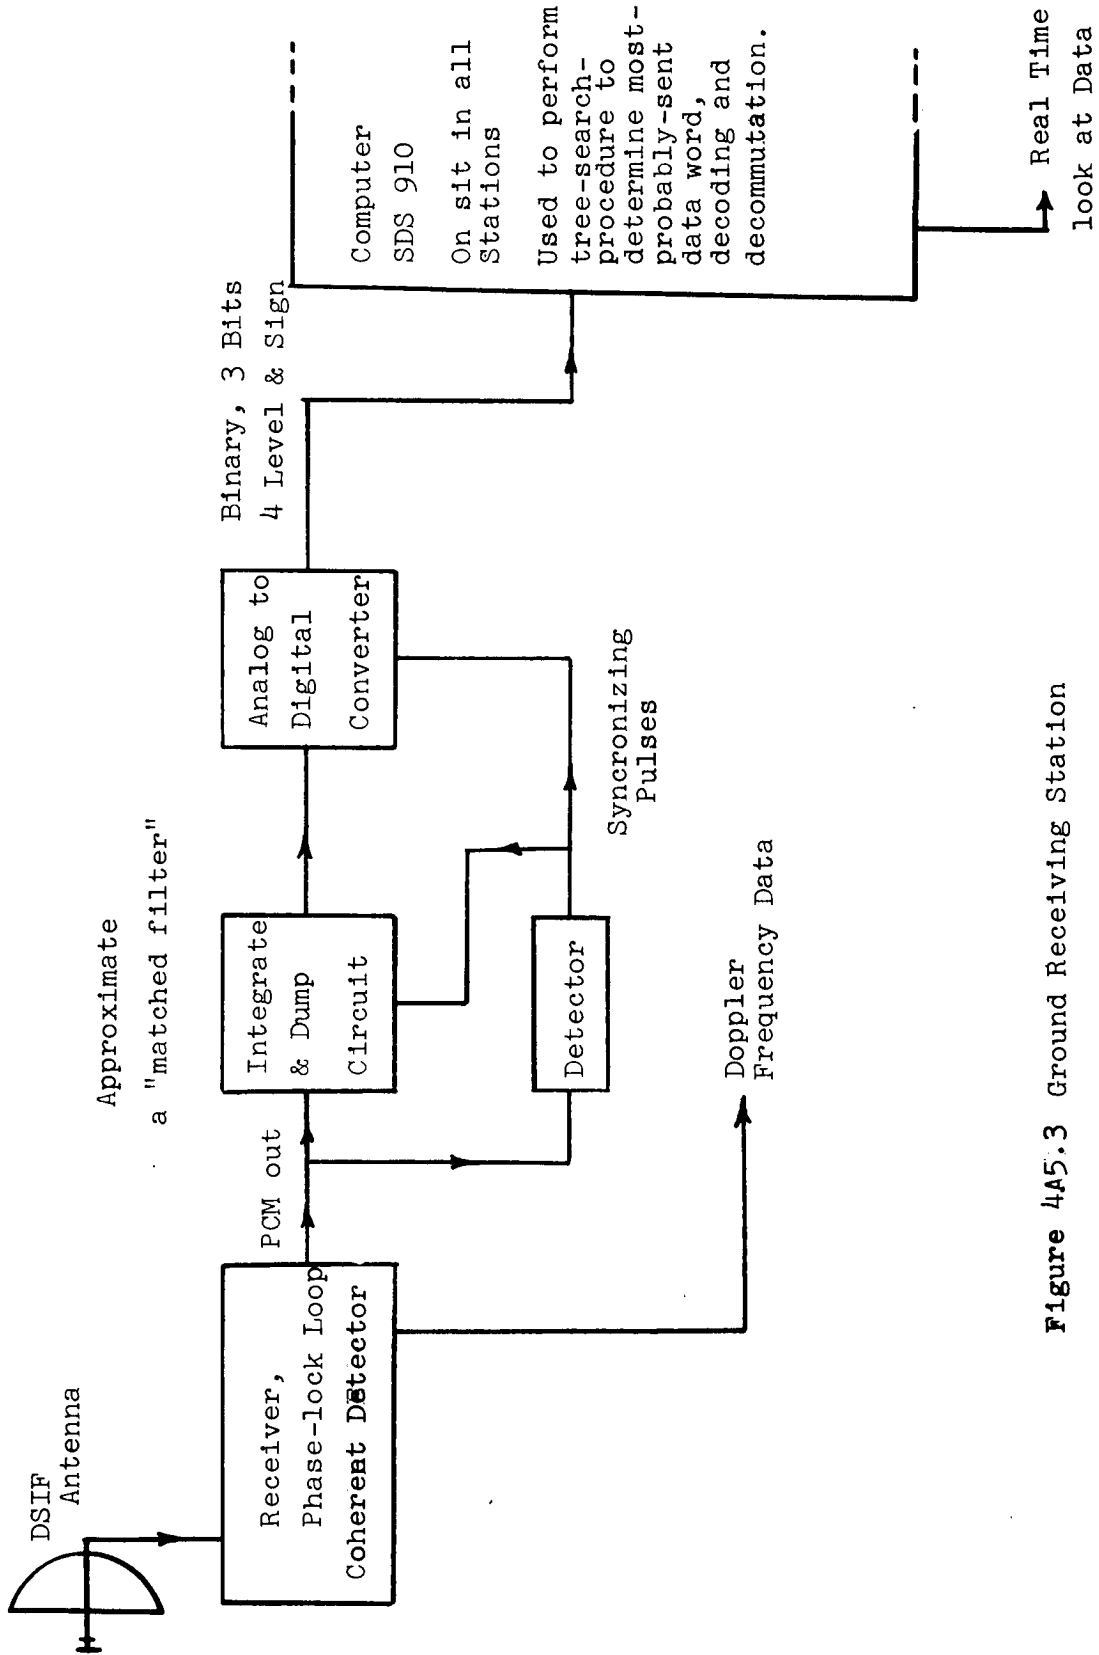 DSIF
Antenna
Receiver,
Phase-lock Loop
Coherent Detector
PCM out
Approximate
a "matched filter"
Integrate
& Dump
Circuit
Detector
Doppler
Frequency Data
Syncronizing
Pulses
Analog to
Digital
Converter
Binary, 3 Bits
4 Level & Sign
Computer
SDS 910
On sit in all
Stations
Used to perform
tree-search-
procedure to
determine most-
probably-sent
data word,
decoding and
decommutation.
Real Time
look at Data
Figure 4A5.3 Ground Receiving Station